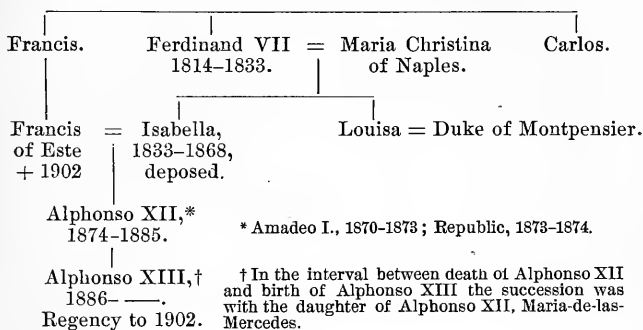 Francis. Ferdinand VII = Maria Christina Carlos.
1814–1833. of Naples.
Francis = Isabella, Louisa = Duke of Montpensier.
of Este 1833–1868,
+ 1902 deposed.
Alphonso XII,*
1874–1885.
* Amadeo I., 1870-1873; Republic, 1873-1874.
Alphonso XIII,†
1886– ——.
Regency to 1902.
† In the interval between death of Alphonso XII
and birth of Alphonso XIII the succession was
with the daughter of Alphonso XII, Maria-de-las-
Mercedes.